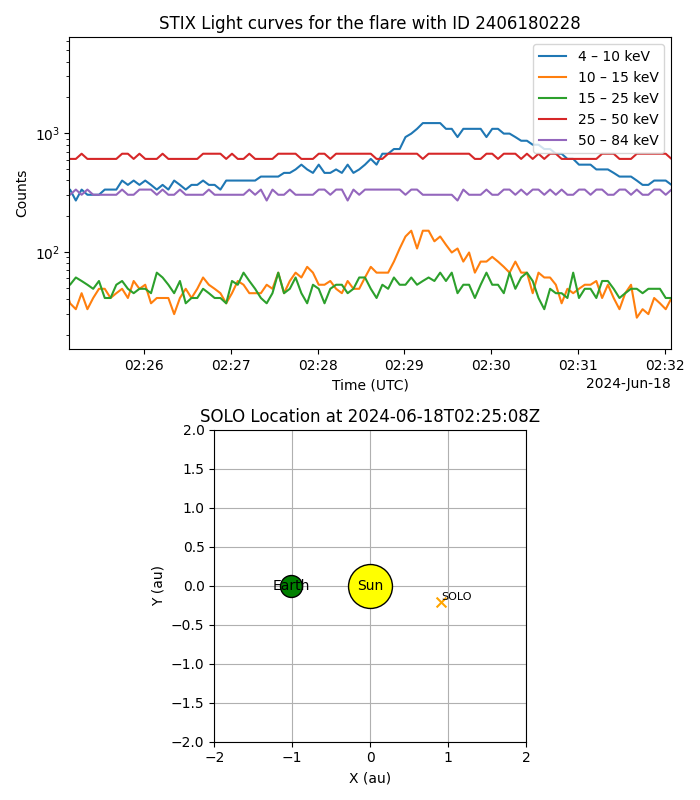 STIX Light curves for the flare with ID 2406180228
Counts
10³
10²
4 – 10 keV
10 – 15 keV
15 – 25 keV
25 – 50 keV
50 – 84 keV
02:26 02:27 02:28 02:29 02:30 02:31 02:32
Time (UTC)
2024-Jun-18
SOLO Location at 2024-06-18T02:25:08Z
Y (au)
2.0
1.5
1.0
0.5
0.0
−0.5
−1.0
−1.5
−2.0
Earth
Sun
SOLO
−2 −1 0 1 2
X (au)